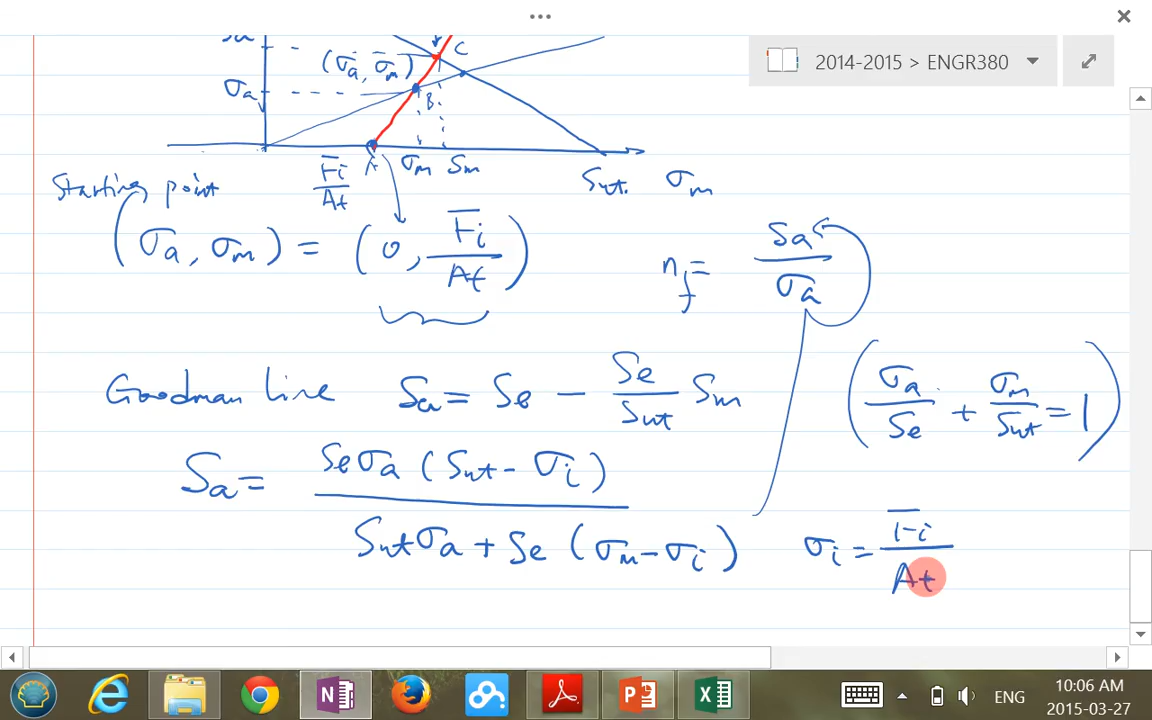 Sa C
(σa, σm)
2014-2015 > ENGR380
σa B
A σm Sm Sut. σm
Fi/At
Starting point
(σa, σm) = (0, Fi/At)
nf = Sa/σa
Goodman line Sa = Se - Se/Sut Sm (σa/Se + σm/Sut = 1)
Sa = Se σa (Sut - σi) / Sut σa + Se (σm - σi) σi = Fi/At
ENG
10:06 AM
2015-03-27